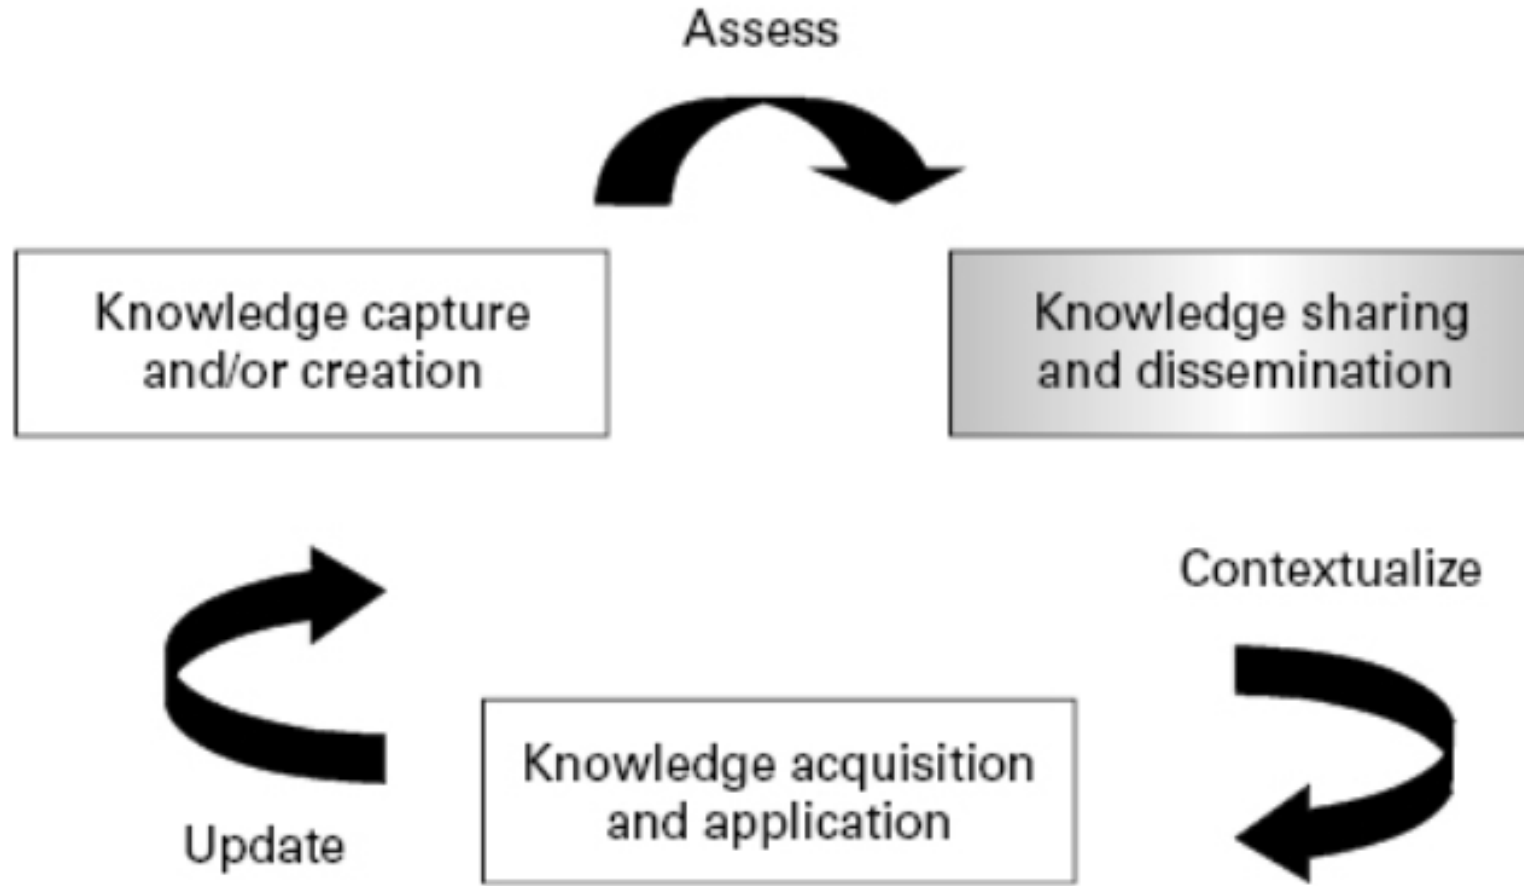 Assess
Knowledge capture
and/or creation
Knowledge sharing
and dissemination
Contextualize
Knowledge acquisition
and application
Update